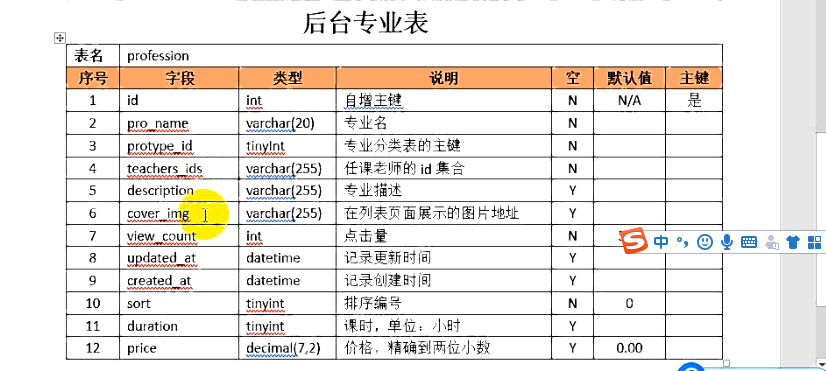 后台专业表
表名 profession
序号 字段 类型 说明 空 默认值 主键
1 id int 自增主键 N N/A 是
2 pro_name varchar(20) 专业名 N
3 protype_id tinyInt 专业分类表的主键 N
4 teachers_ids varchar(255) 任课老师的 id 集合 N
5 description varchar(255) 专业描述 Y
6 cover_img varchar(255) 在列表页面展示的图片地址 Y
7 view_count int 点击量 N
8 updated_at datetime 记录更新时间 Y
9 created_at datetime 记录创建时间 Y
10 sort tinyint 排序编号 N 0
11 duration tinyint 课时，单位：小时 Y
12 price decimal(7,2) 价格，精确到两位小数 Y 0.00
S 中